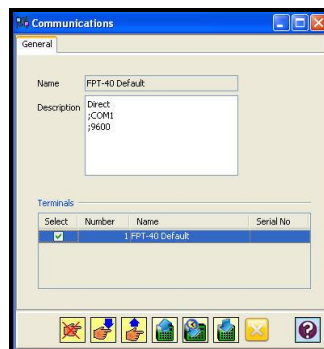 Communications
General
Name FPT-40 Default
Description Direct
;COM1
;9600
Terminals
Select Number Name Serial No
1 FPT-40 Default